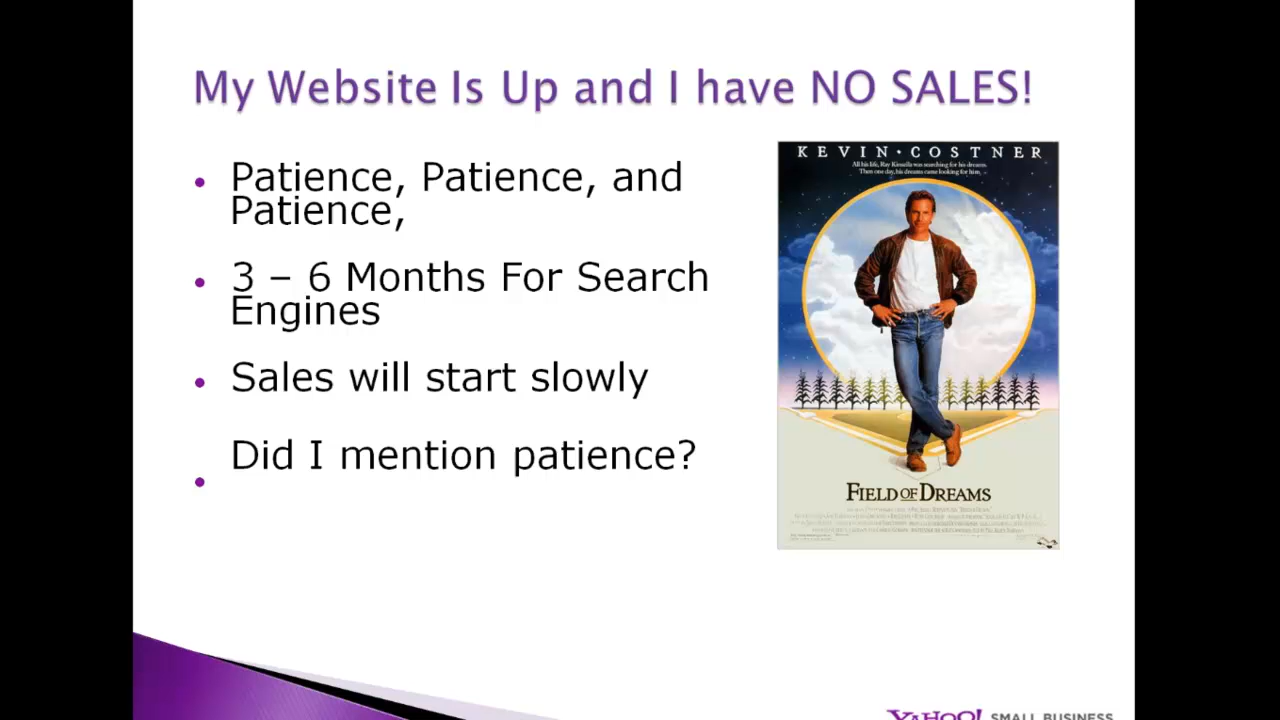 My Website Is Up and I have NO SALES!
• Patience, Patience, and
Patience,
• 3 – 6 Months For Search
Engines
• Sales will start slowly
Did I mention patience?
•
KEVIN·COSTNER
All his life, Ray Kinsella was searching for his dreams.
Then one day, his dreams came looking for him.
FIELD OF DREAMS
YAHOO! SMALL BUSINESS